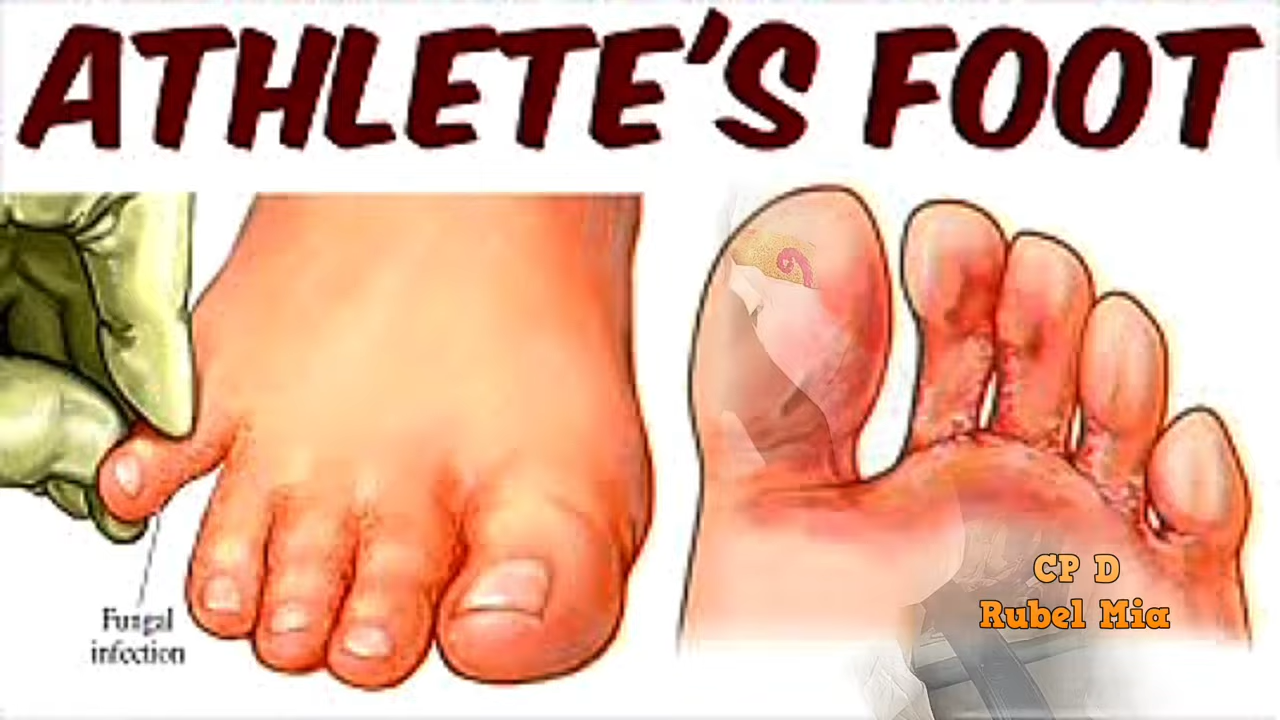 ATHLETE'S FOOT
Fungal
infection
CP D
Rubel Mia